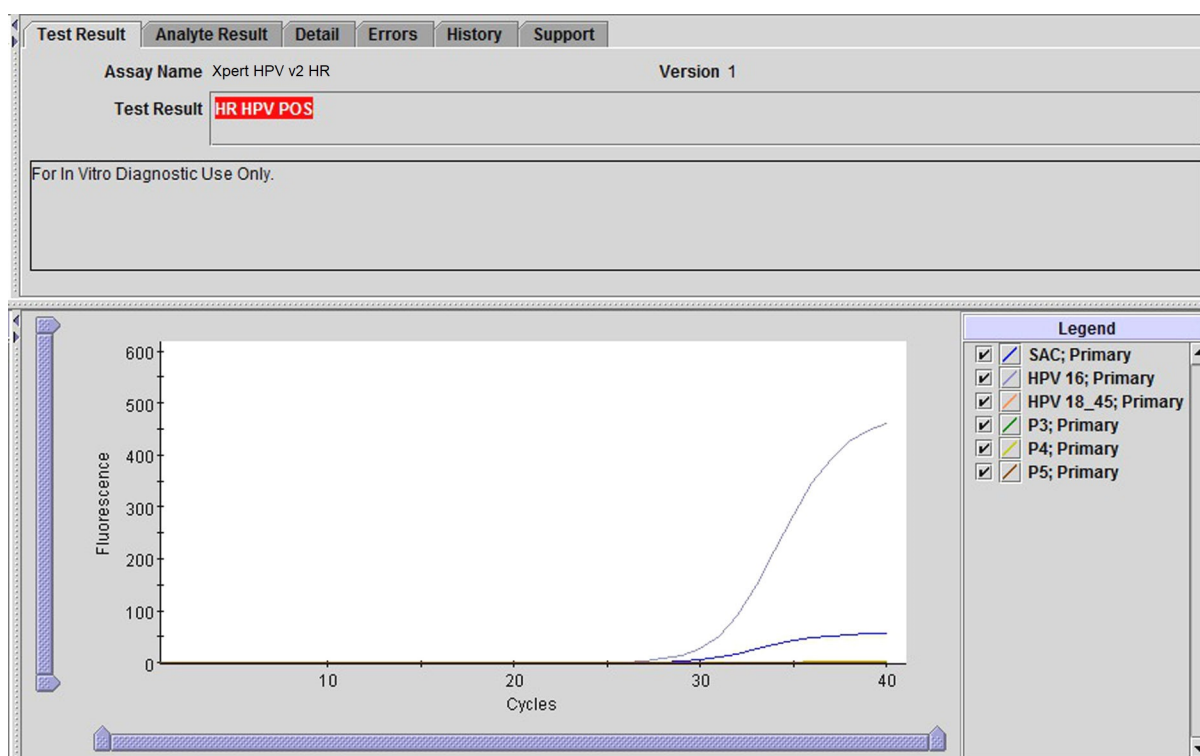 Test Result Analyte Result Detail Errors History Support
Assay Name Xpert HPV v2 HR Version 1
Test Result HR HPV POS
For In Vitro Diagnostic Use Only.
600
500
400
300
200
100
0
Fluorescence
10 20 30 40
Cycles
Legend
SAC; Primary
HPV 16; Primary
HPV 18_45; Primary
P3; Primary
P4; Primary
P5; Primary